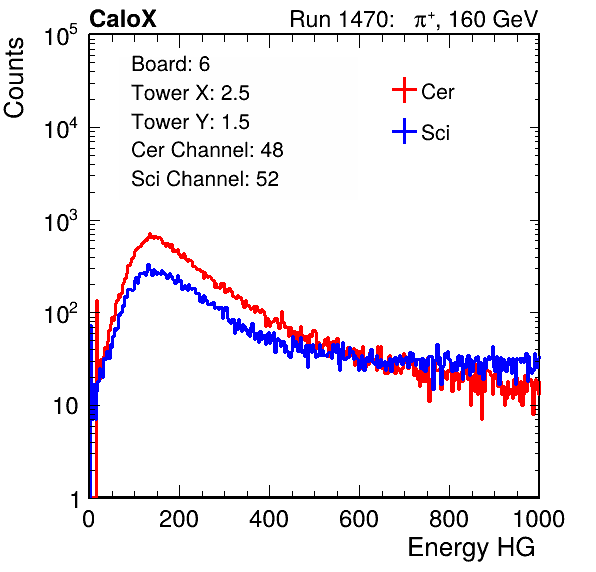 CaloX Run 1470: π⁺, 160 GeV
Counts
Board: 6
Tower X: 2.5
Tower Y: 1.5
Cer Channel: 48
Sci Channel: 52
Cer
Sci
10⁵
10⁴
10³
10²
10
1
0 200 400 600 800 1000
Energy HG